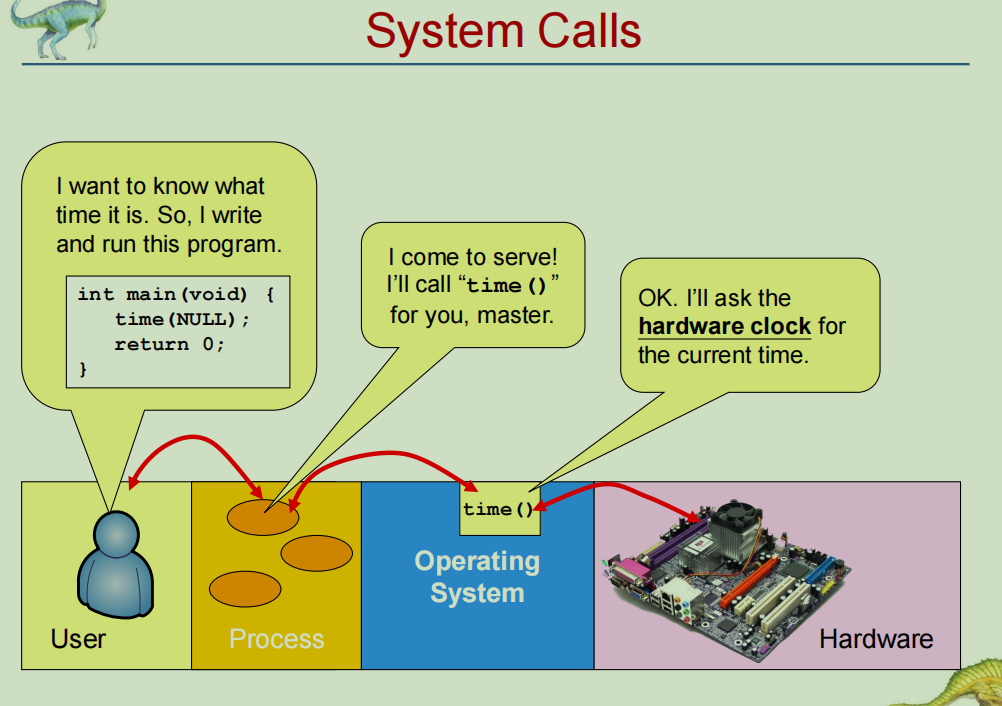 System Calls
I want to know what
time it is. So, I write
and run this program.
int main(void) {
time(NULL);
return 0;
}
I come to serve!
I'll call “time()”
for you, master.
OK. I'll ask the
hardware clock for
the current time.
time()
Operating
System
User
Process
Hardware